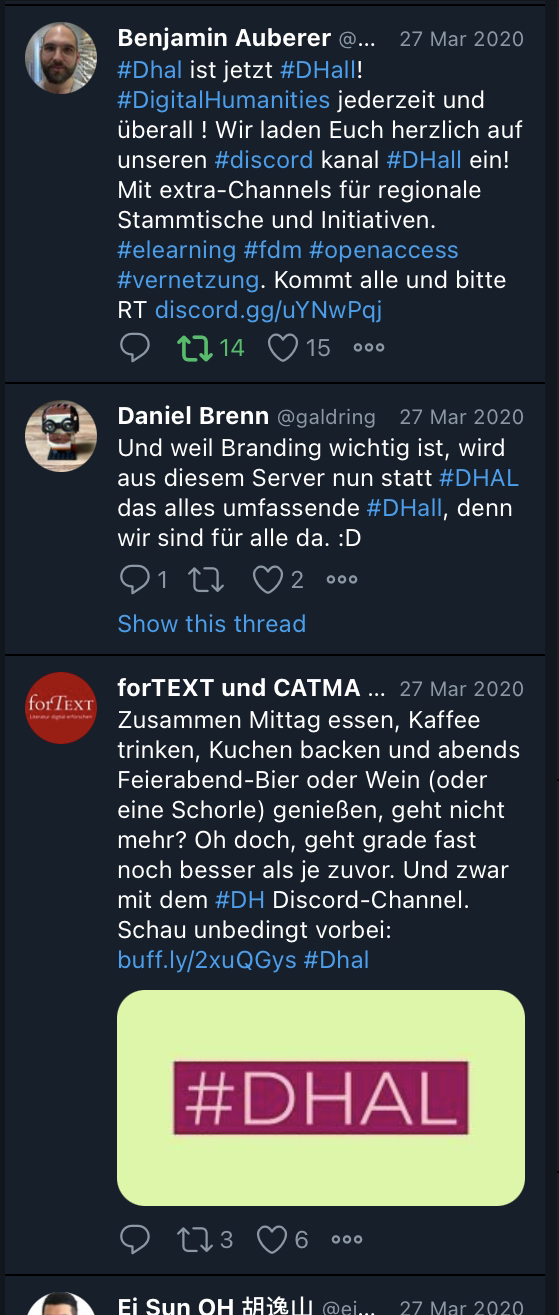 Benjamin Auberer @... 27 Mar 2020
#Dhal ist jetzt #DHall!
#DigitalHumanities jederzeit und
überall ! Wir laden Euch herzlich auf
unseren #discord kanal #DHall ein!
Mit extra-Channels für regionale
Stammtische und Initiativen.
#elearning #fdm #openaccess
#vernetzung. Kommt alle und bitte
RT discord.gg/uYNwPqj
14 15
Daniel Brenn @galdring 27 Mar 2020
Und weil Branding wichtig ist, wird
aus diesem Server nun statt #DHAL
das alles umfassende #DHall, denn
wir sind für alle da. :D
1 2
Show this thread
forTEXT
Literatur digital erforschen
forTEXT und CATMA ... 27 Mar 2020
Zusammen Mittag essen, Kaffee
trinken, Kuchen backen und abends
Feierabend-Bier oder Wein (oder
eine Schorle) genießen, geht nicht
mehr? Oh doch, geht grade fast
noch besser als je zuvor. Und zwar
mit dem #DH Discord-Channel.
Schau unbedingt vorbei:
buff.ly/2xuQGys #Dhal
#DHAL
3 6
Ei Sun OH 胡逸山 @ei... 27 Mar 2020